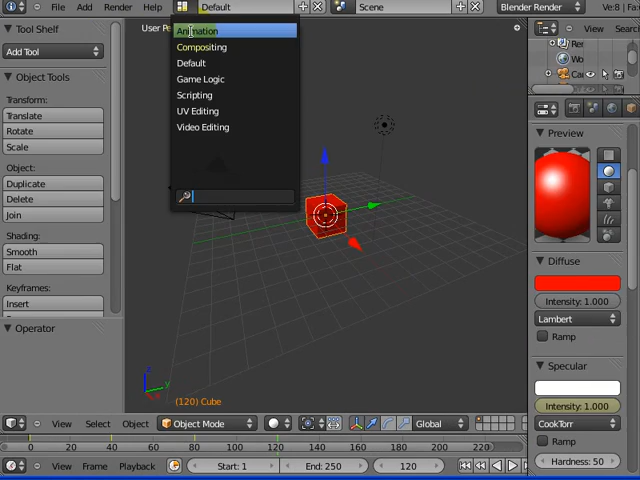 File Add Render Help Default Scene Blender Render Ve:8 | Fa
User Pe
Animation
Compositing
Default
Game Logic
Scripting
UV Editing
Video Editing
Tool Shelf
Add Tool
Object Tools
Transform:
Translate
Rotate
Scale
Object:
Duplicate
Delete
Join
Shading:
Smooth
Flat
Keyframes:
Insert
Operator
z
y
x
(120) Cube
View Search
Wo
Ca
Preview
Diffuse
Intensity: 1.000
Lambert
Ramp
Specular
Intensity: 1.000
CookTorr
Ramp
Hardness: 50
View Select Object Object Mode Global
0 20 40 60 80 100 120 140 160 180 200 220
View Frame Playback Start: 1 End: 250 120